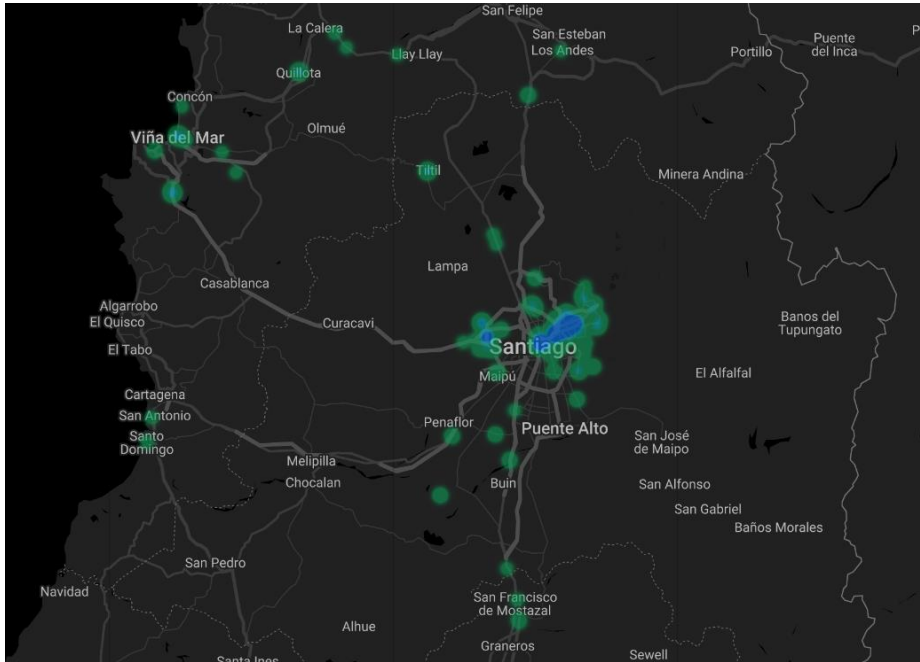 San Felipe
La Calera
San Esteban
Los Andes
Puente
del Inca
Llay Llay
Portillo
Quillota
Concón
Olmué
Viña del Mar
Tiltil
Minera Andina
Lampa
Casablanca
Algarrobo
El Quisco
Curacavi
Banos del
Tupungato
El Tabo
Santiago
Maipú
El Alfalfal
Cartagena
San Antonio
Penaflor
Puente Alto
Santo
Domingo
San José
de Maipo
Melipilla
Chocalan
Buin
San Alfonso
San Gabriel
Baños Morales
San Pedro
Navidad
San Francisco
de Mostazal
Alhue
Graneros
Santa Ines
Sewell